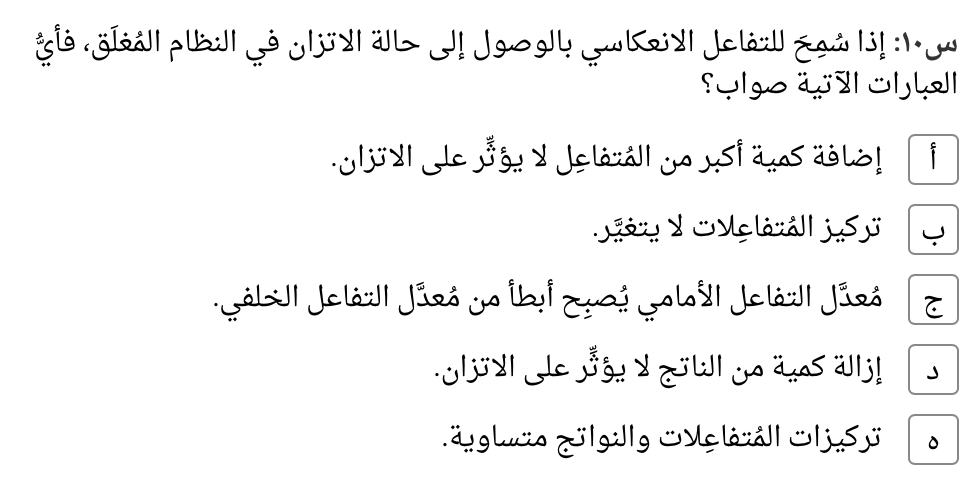 س١٠: إذا سُمِحَ للتفاعل الانعكاسي بالوصول إلى حالة الاتزان في النظام المُغلَق، فأيُّ
العبارات الآتية صواب؟
أ إضافة كمية أكبر من المُتفاعِل لا يؤثِّر على الاتزان.
ب تركيز المُتفاعِلات لا يتغيَّر.
ج مُعدَّل التفاعل الأمامي يُصبِح أبطأ من مُعدَّل التفاعل الخلفي.
د إزالة كمية من الناتج لا يؤثِّر على الاتزان.
ه تركيزات المُتفاعِلات والنواتج متساوية.